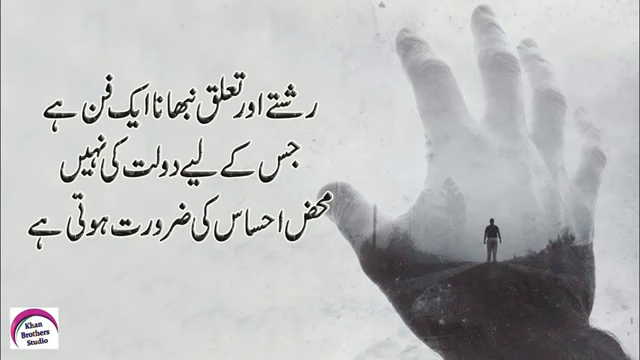 رشتے اور تعلق نبھانا ایک فن ہے
جس کے لیے دولت کی نہیں
محض احساس کی ضرورت ہوتی ہے
Khan
Brothers
Studio